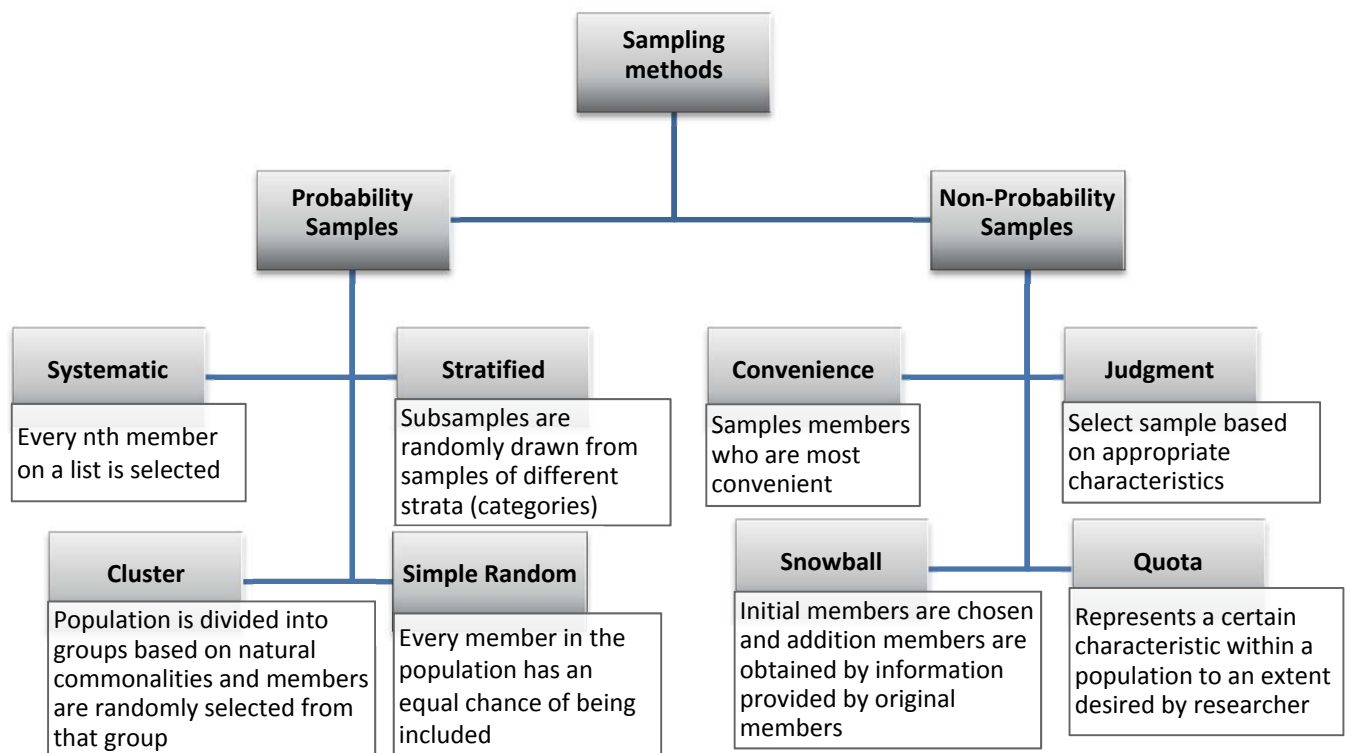 Sampling
methods
Probability
Samples
Non-Probability
Samples
Systematic
Every nth member
on a list is selected
Stratified
Subsamples are
randomly drawn from
samples of different
strata (categories)
Convenience
Samples members
who are most
convenient
Judgment
Select sample based
on appropriate
characteristics
Cluster
Population is divided into
groups based on natural
commonalities and members
are randomly selected from
that group
Simple Random
Every member in the
population has an
equal chance of being
included
Snowball
Initial members are chosen
and addition members are
obtained by information
provided by original
members
Quota
Represents a certain
characteristic within a
population to an extent
desired by researcher